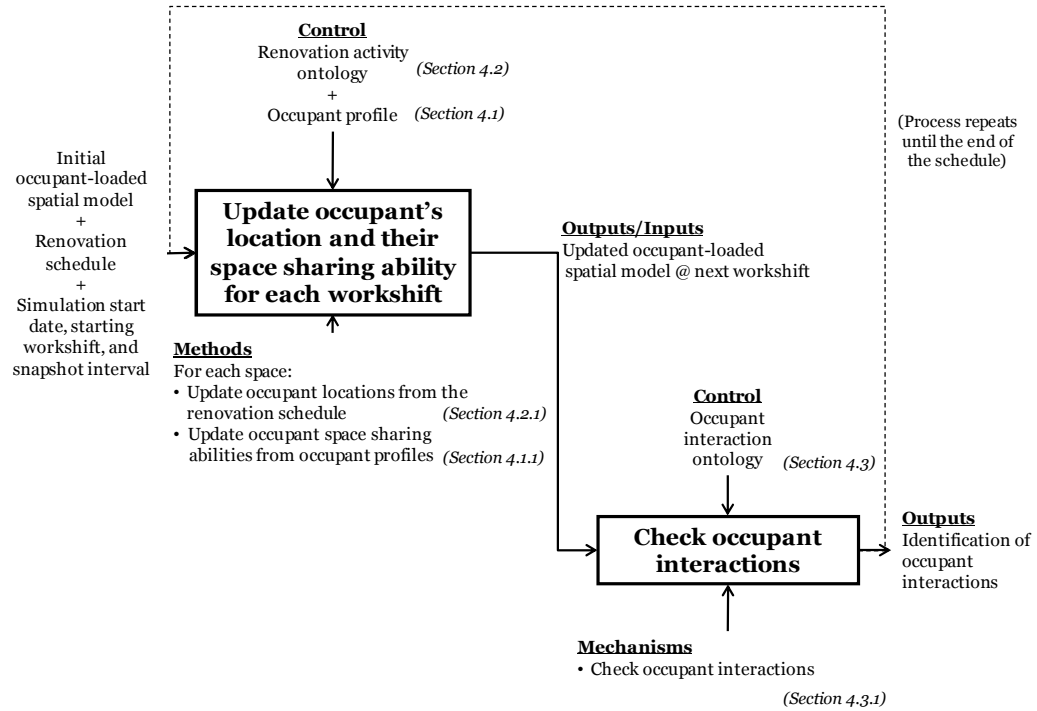 Control
Renovation activity
ontology
(Section 4.2)
+
Occupant profile
(Section 4.1)
(Process repeats
until the end of
the schedule)
Initial
occupant-loaded
spatial model
+
Renovation
schedule
+
Simulation start
date, starting
workshift, and
snapshot interval
Update occupant's
location and their
space sharing ability
for each workshift
Outputs/Inputs
Updated occupant-loaded
spatial model @ next workshift
Methods
For each space:
• Update occupant locations from the
renovation schedule
(Section 4.2.1)
• Update occupant space sharing
abilities from occupant profiles
(Section 4.1.1)
Control
Occupant
interaction
ontology
(Section 4.3)
Check occupant
interactions
Outputs
Identification of
occupant
interactions
Mechanisms
• Check occupant interactions
(Section 4.3.1)